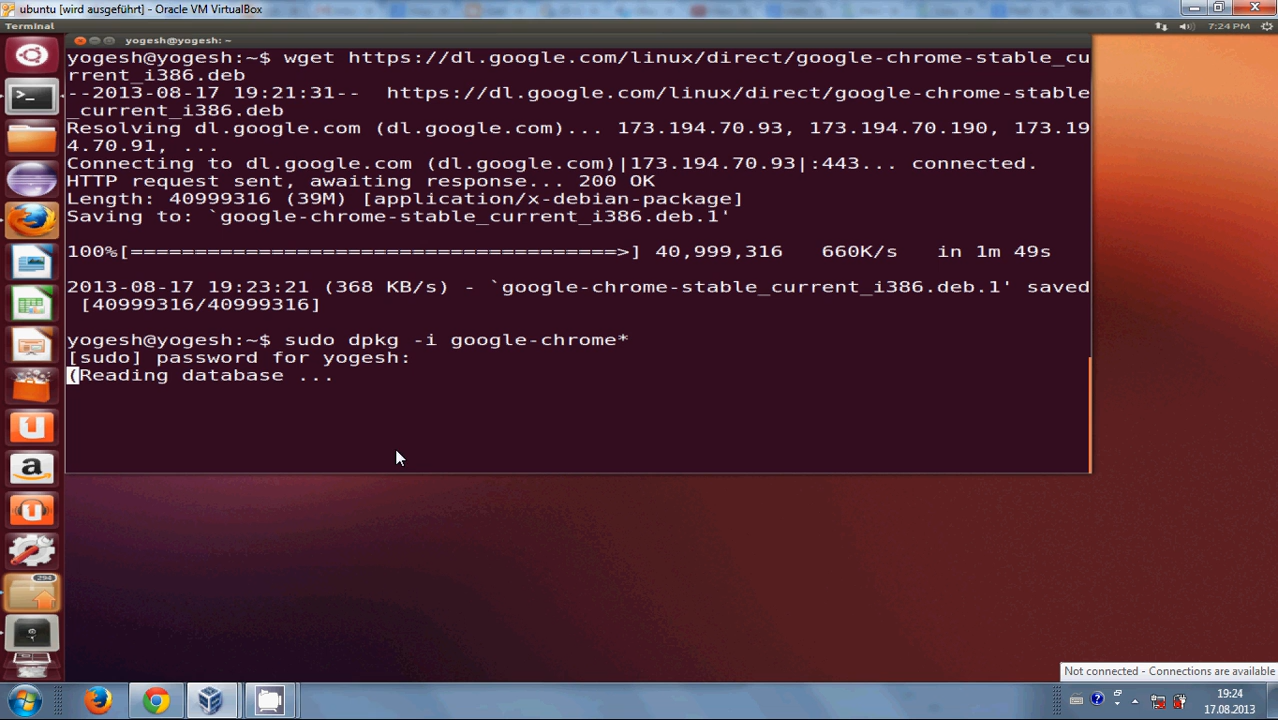 ubuntu [wird ausgeführt] - Oracle VM VirtualBox
Terminal
7:24 PM
yogesh@yogesh: ~
yogesh@yogesh:~$ wget https://dl.google.com/linux/direct/google-chrome-stable_cu
rrent_i386.deb
--2013-08-17 19:21:31--  https://dl.google.com/linux/direct/google-chrome-stable
_current_i386.deb
Resolving dl.google.com (dl.google.com)... 173.194.70.93, 173.194.70.190, 173.19
4.70.91, ...
Connecting to dl.google.com (dl.google.com)|173.194.70.93|:443... connected.
HTTP request sent, awaiting response... 200 OK
Length: 40999316 (39M) [application/x-debian-package]
Saving to: `google-chrome-stable_current_i386.deb.1'
100%[======================================>] 40,999,316   660K/s   in 1m 49s
2013-08-17 19:23:21 (368 KB/s) - `google-chrome-stable_current_i386.deb.1' saved
[40999316/40999316]
yogesh@yogesh:~$ sudo dpkg -i google-chrome*
[sudo] password for yogesh:
(Reading database ...
294
Not connected - Connections are available
19:24
17.08.2013